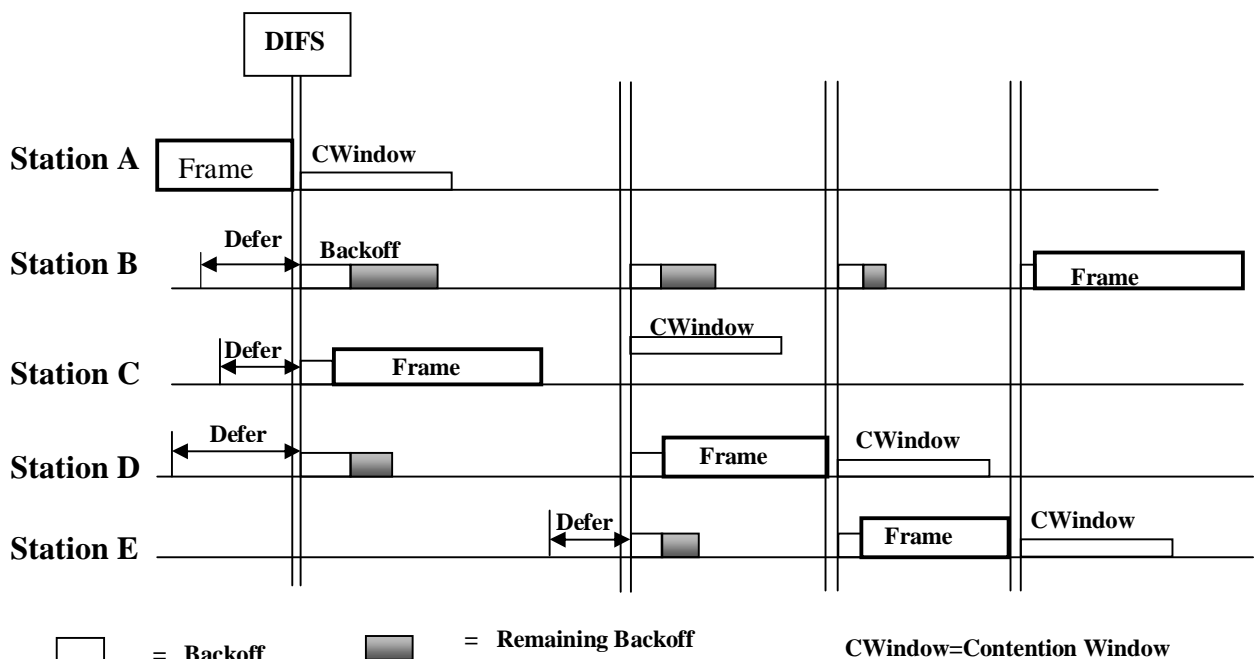 DIFS
Station A
Frame
CWindow
Station B
Defer
Backoff
Frame
CWindow
Station C
Defer
Frame
Station D
Defer
Frame
CWindow
Station E
Defer
Frame
CWindow
= Backoff
= Remaining Backoff
CWindow=Contention Window